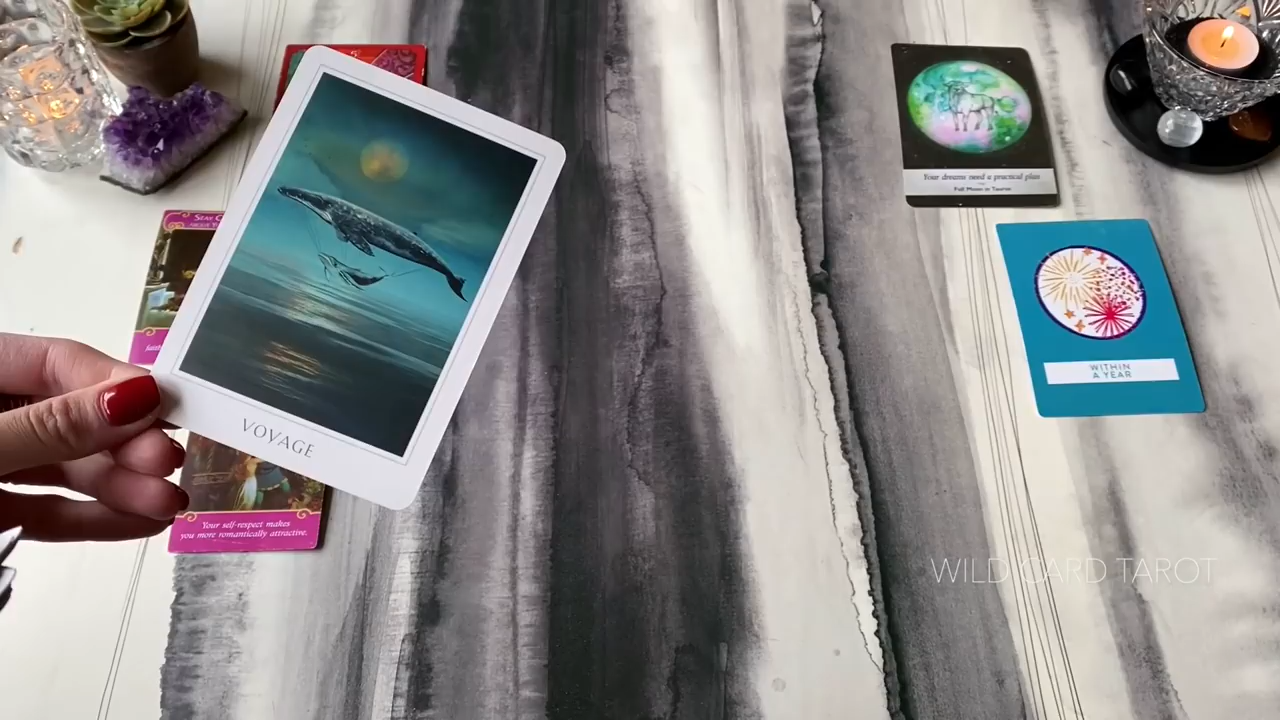 VOYAGE
Your self-respect makes
you more romantically attractive.
Your dreams need a practical plan
Full Moon in Taurus
WITHIN
A YEAR
WILD CARD TAROT